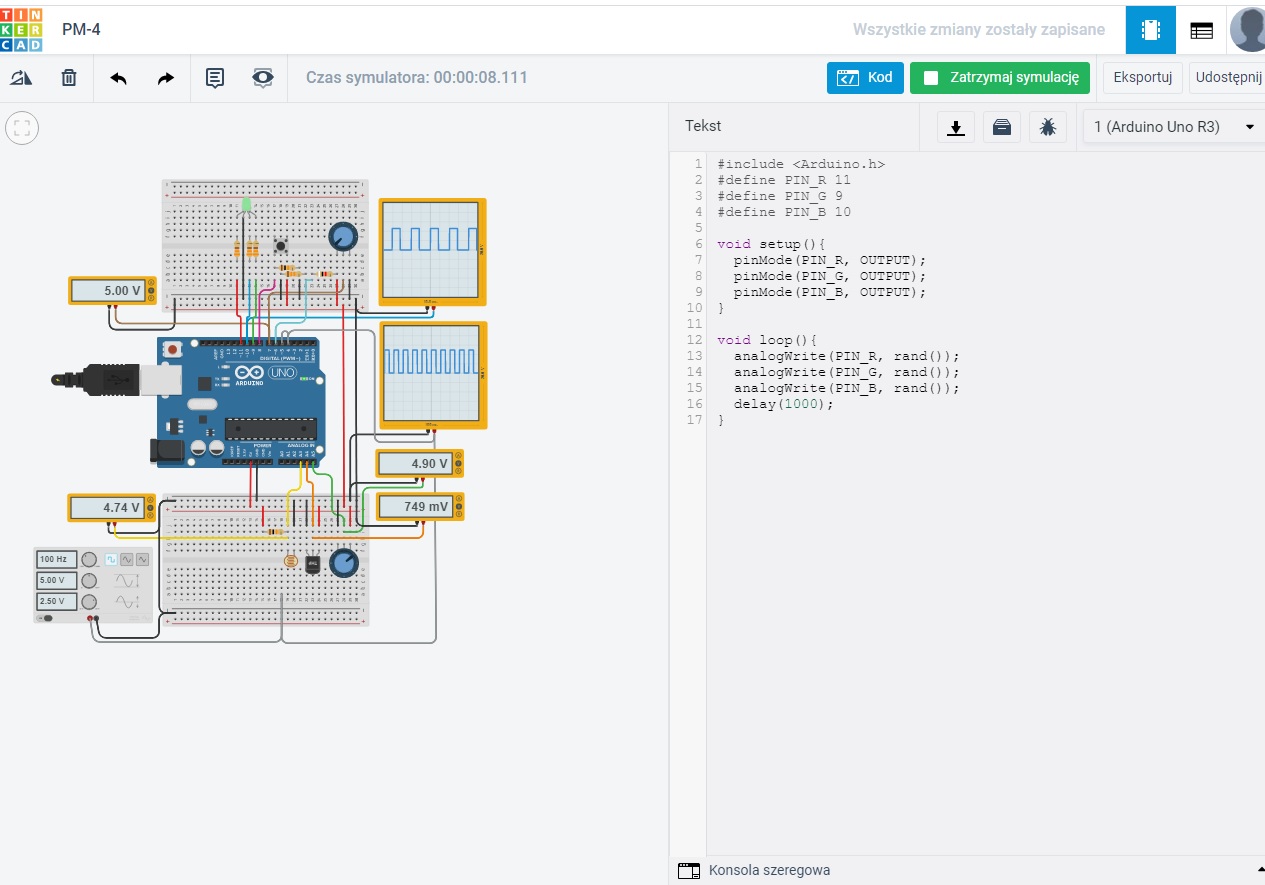 TIN
KER
CAD
PM-4
Wszystkie zmiany zostały zapisane
Czas symulatora: 00:00:08.111
Kod
Zatrzymaj symulację
Eksportuj
Udostępnij
Tekst
1 (Arduino Uno R3)
1 #include <Arduino.h>
2 #define PIN_R 11
3 #define PIN_G 9
4 #define PIN_B 10
5
6 void setup(){
7 pinMode(PIN_R, OUTPUT);
8 pinMode(PIN_G, OUTPUT);
9 pinMode(PIN_B, OUTPUT);
10 }
11
12 void loop(){
13 analogWrite(PIN_R, rand());
14 analogWrite(PIN_G, rand());
15 analogWrite(PIN_B, rand());
16 delay(1000);
17 }
5.00 V
DIGITAL (PWM~)
UNO
ARDUINO
POWER
ANALOG IN
4.90 V
749 mV
4.74 V
100 Hz
5.00 V
2.50 V
Konsola szeregowa